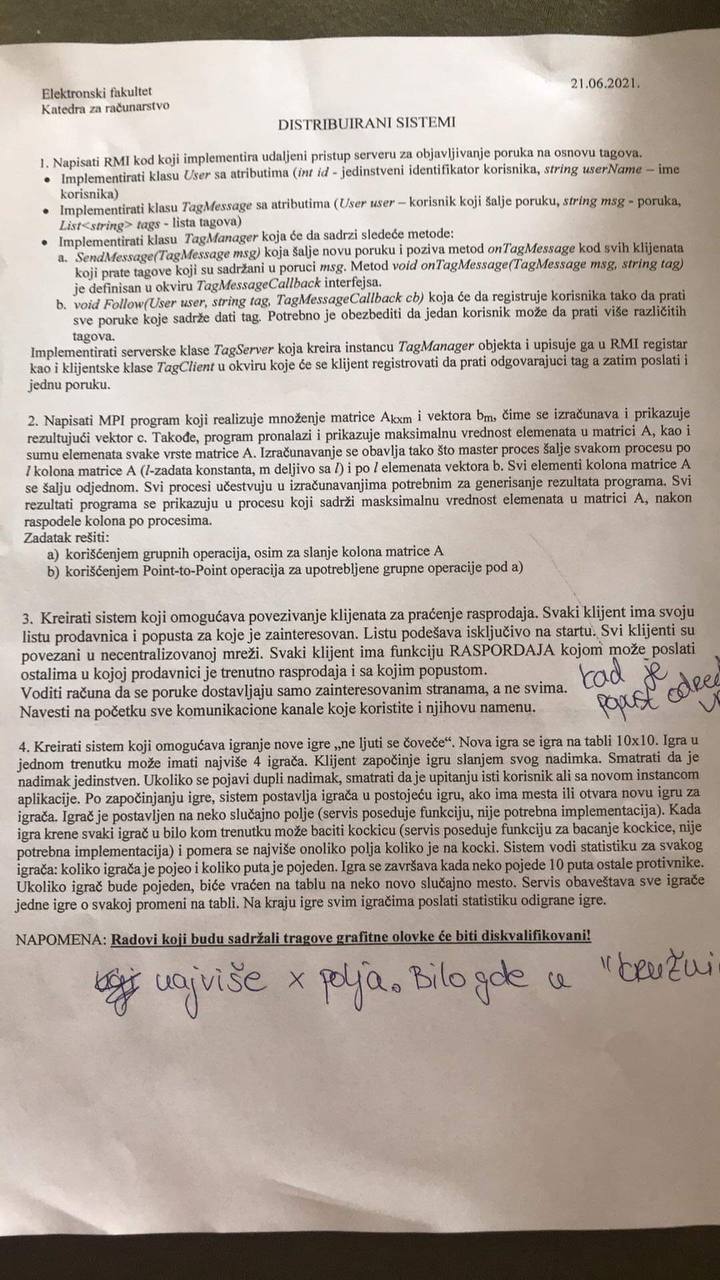 Elektronski fakultet
Katedra za računarstvo
21.06.2021.
DISTRIBUIRANI SISTEMI
1. Napisati RMI kod koji implementira udaljeni pristup serveru za objavljivanje poruka na osnovu tagova.
• Implementirati klasu User sa atributima (int id - jedinstveni identifikator korisnika, string userName – ime
korisnika)
• Implementirati klasu TagMessage sa atributima (User user – korisnik koji šalje poruku, string msg - poruka,
List<string> tags - lista tagova)
• Implementirati klasu TagManager koja će da sadrzi sledeće metode:
a. SendMessage(TagMessage msg) koja šalje novu poruku i poziva metod onTagMessage kod svih klijenata
koji prate tagove koji su sadržani u poruci msg. Metod void onTagMessage(TagMessage msg, string tag)
je definisan u okviru TagMessageCallback interfejsa.
b. void Follow(User user, string tag, TagMessageCallback cb) koja će da registruje korisnika tako da prati
sve poruke koje sadrže dati tag. Potrebno je obezbediti da jedan korisnik može da prati više različitih
tagova.
Implementirati serverske klase TagServer koja kreira instancu TagManager objekta i upisuje ga u RMI registar
kao i klijentske klase TagClient u okviru koje će se klijent registrovati da prati odgovarajuci tag a zatim poslati i
jednu poruku.
2. Napisati MPI program koji realizuje množenje matrice Akxm i vektora bm, čime se izračunava i prikazuje
rezultujući vektor c. Takođe, program pronalazi i prikazuje maksimalnu vrednost elemenata u matrici A, kao i
sumu elemenata svake vrste matrice A. Izračunavanje se obavlja tako što master proces šalje svakom procesu po
l kolona matrice A (l-zadata konstanta, m deljivo sa l) i po l elemenata vektora b. Svi elementi kolona matrice A
se šalju odjednom. Svi procesi učestvuju u izračunavanjima potrebnim za generisanje rezultata programa. Svi
rezultati programa se prikazuju u procesu koji sadrži masksimalnu vrednost elemenata u matrici A, nakon
raspodele kolona po procesima.
Zadatak rešiti:
a) korišćenjem grupnih operacija, osim za slanje kolona matrice A
b) korišćenjem Point-to-Point operacija za upotrebljene grupne operacije pod a)
3. Kreirati sistem koji omogućava povezivanje klijenata za praćenje rasprodaja. Svaki klijent ima svoju
listu prodavnica i popusta za koje je zainteresovan. Listu podešava isključivo na startu. Svi klijenti su
povezani u necentralizovanoj mreži. Svaki klijent ima funkciju RASPORDAJA kojom može poslati
ostalima u kojoj prodavnici je trenutno rasprodaja i sa kojim popustom.
Voditi računa da se poruke dostavljaju samo zainteresovanim stranama, a ne svima.
Navesti na početku sve komunikacione kanale koje koristite i njihovu namenu.
kad je
popust
4. Kreirati sistem koji omogućava igranje nove igre „ne ljuti se čoveče“. Nova igra se igra na tabli 10x10. Igra u
jednom trenutku može imati najviše 4 igrača. Klijent započinje igru slanjem svog nadimka. Smatrati da je
nadimak jedinstven. Ukoliko se pojavi dupli nadimak, smatrati da je upitanju isti korisnik ali sa novom instancom
aplikacije. Po započinjanju igre, sistem postavlja igrača u postojeću igru, ako ima mesta ili otvara novu igru za
igrača. Igrač je postavljen na neko slučajno polje (servis poseduje funkciju, nije potrebna implementacija). Kada
igra krene svaki igrač u bilo kom trenutku može baciti kockicu (servis poseduje funkciju za bacanje kockice, nije
potrebna implementacija) i pomera se najviše onoliko polja koliko je na kocki. Sistem vodi statistiku za svakog
igrača: koliko igrača je pojeo i koliko puta je pojeden. Igra se završava kada neko pojede 10 puta ostale protivnike.
Ukoliko igrač bude pojeden, biće vraćen na tablu na neko novo slučajno mesto. Servis obaveštava sve igrače
jedne igre o svakoj promeni na tabli. Na kraju igre svim igračima poslati statistiku odigrane igre.
NAPOMENA: Radovi koji budu sadržali tragove grafitne olovke će biti diskvalifikovani!
najviše x polja. Bilo gde u